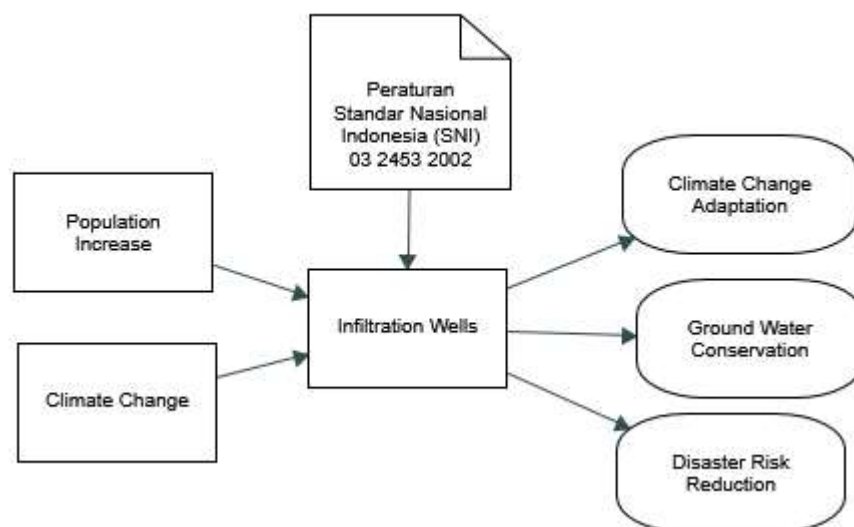 Peraturan
Standar Nasional
Indonesia (SNI)
03 2453 2002
Population
Increase
Climate Change
Infiltration Wells
Climate Change
Adaptation
Ground Water
Conservation
Disaster Risk
Reduction